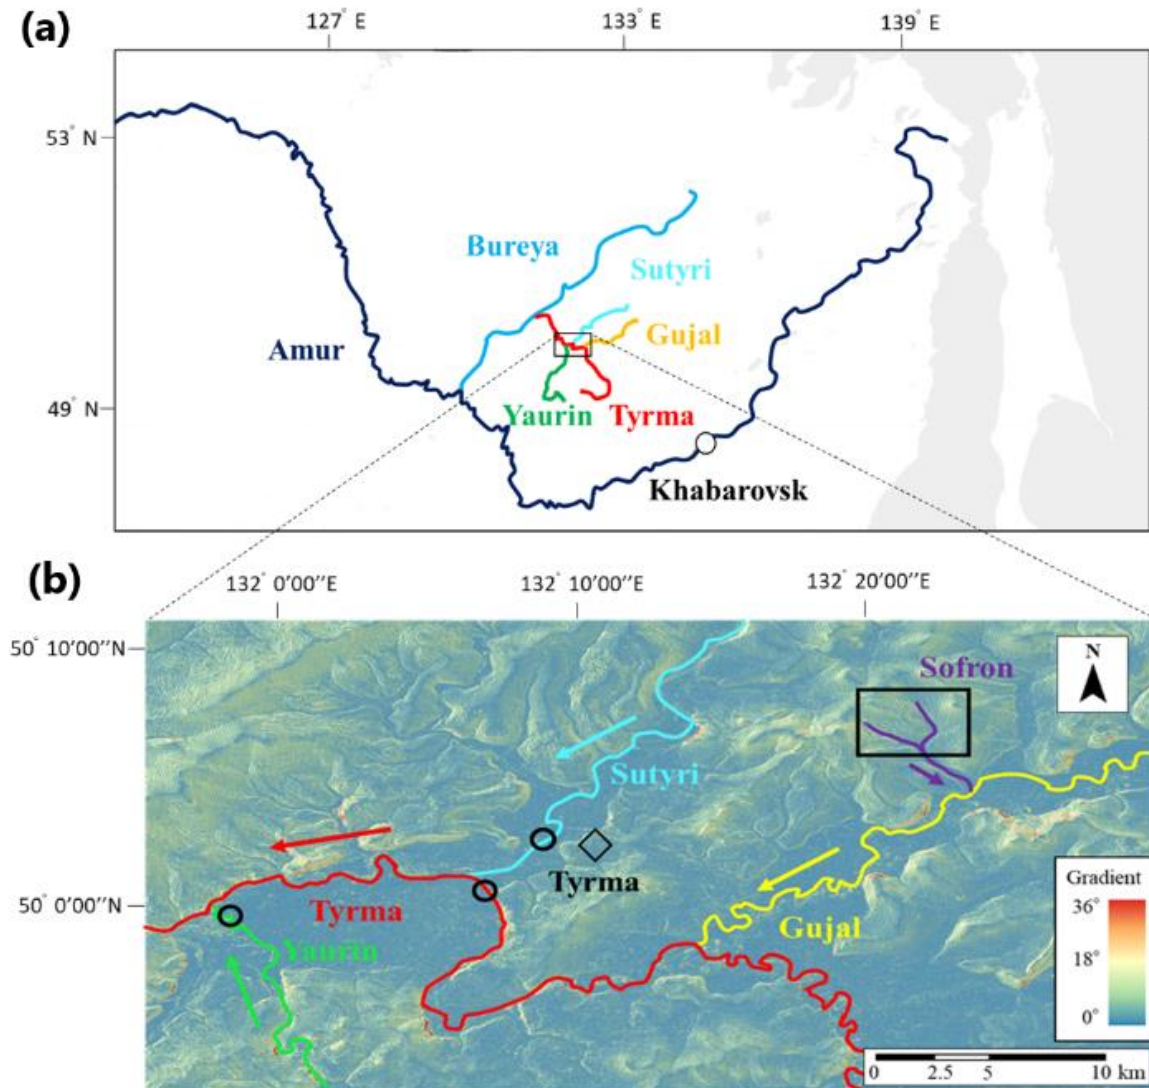 (a)
127° E
133° E
139° E
53° N
49° N
Bureya
Sutyri
Amur
Gujal
Yaurin
Tyrma
Khabarovsk
(b)
132° 0'00''E
132° 10'00''E
132° 20'00''E
50° 10'00''N
50° 0'00''N
N
Sofron
Sutyri
Tyrma
Tyrma
Gujal
Yaurin
Gradient
36°
18°
0°
0 2.5 5 10 km